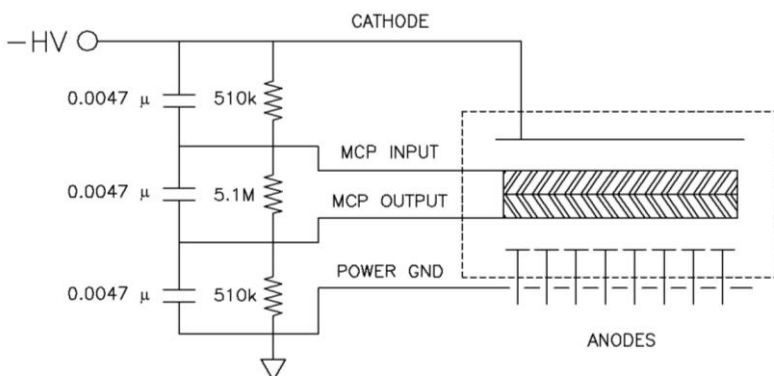 CATHODE
−HV
0.0047 μ 510k
MCP INPUT
0.0047 μ 5.1M
MCP OUTPUT
POWER GND
0.0047 μ 510k
ANODES